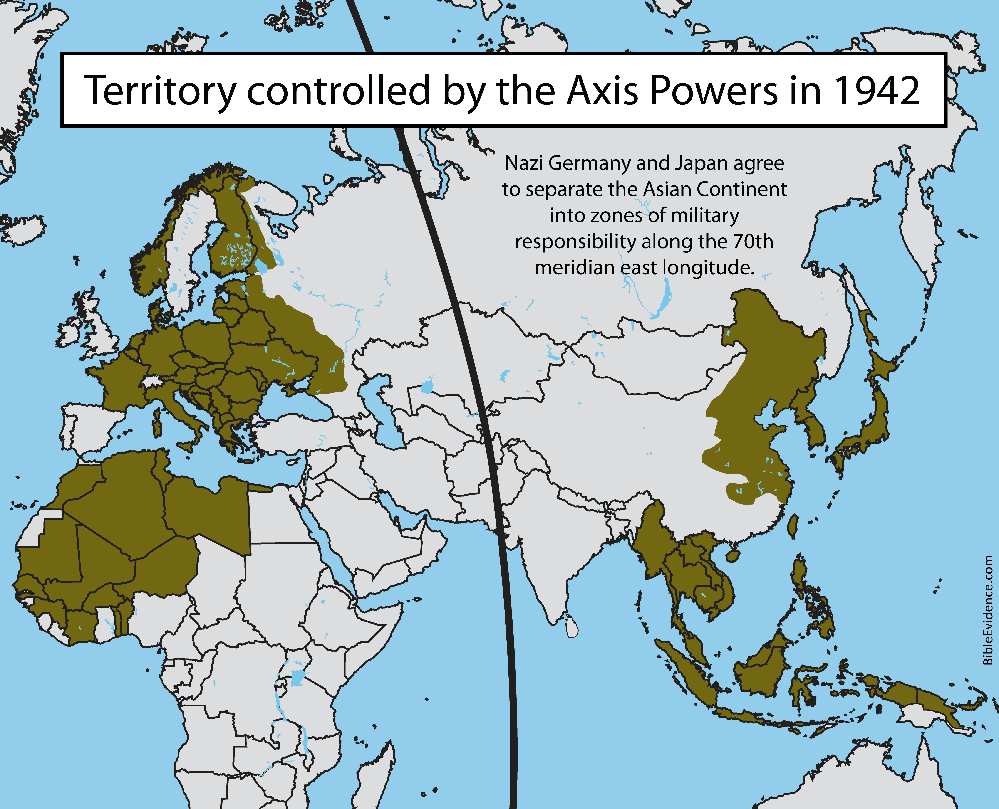 Territory controlled by the Axis Powers in 1942
Nazi Germany and Japan agree
to separate the Asian Continent
into zones of military
responsibility along the 70th
meridian east longitude.
BibleEvidence.com